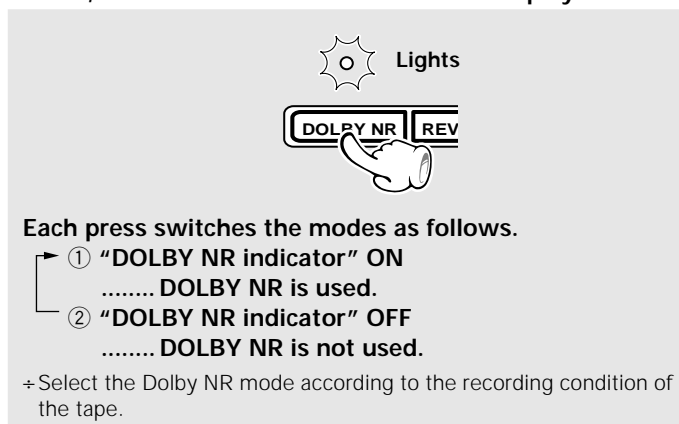 Lights
DOLBY NR REV
Each press switches the modes as follows.
① “DOLBY NR indicator” ON
........ DOLBY NR is used.
② “DOLBY NR indicator” OFF
........ DOLBY NR is not used.
÷Select the Dolby NR mode according to the recording condition of
the tape.